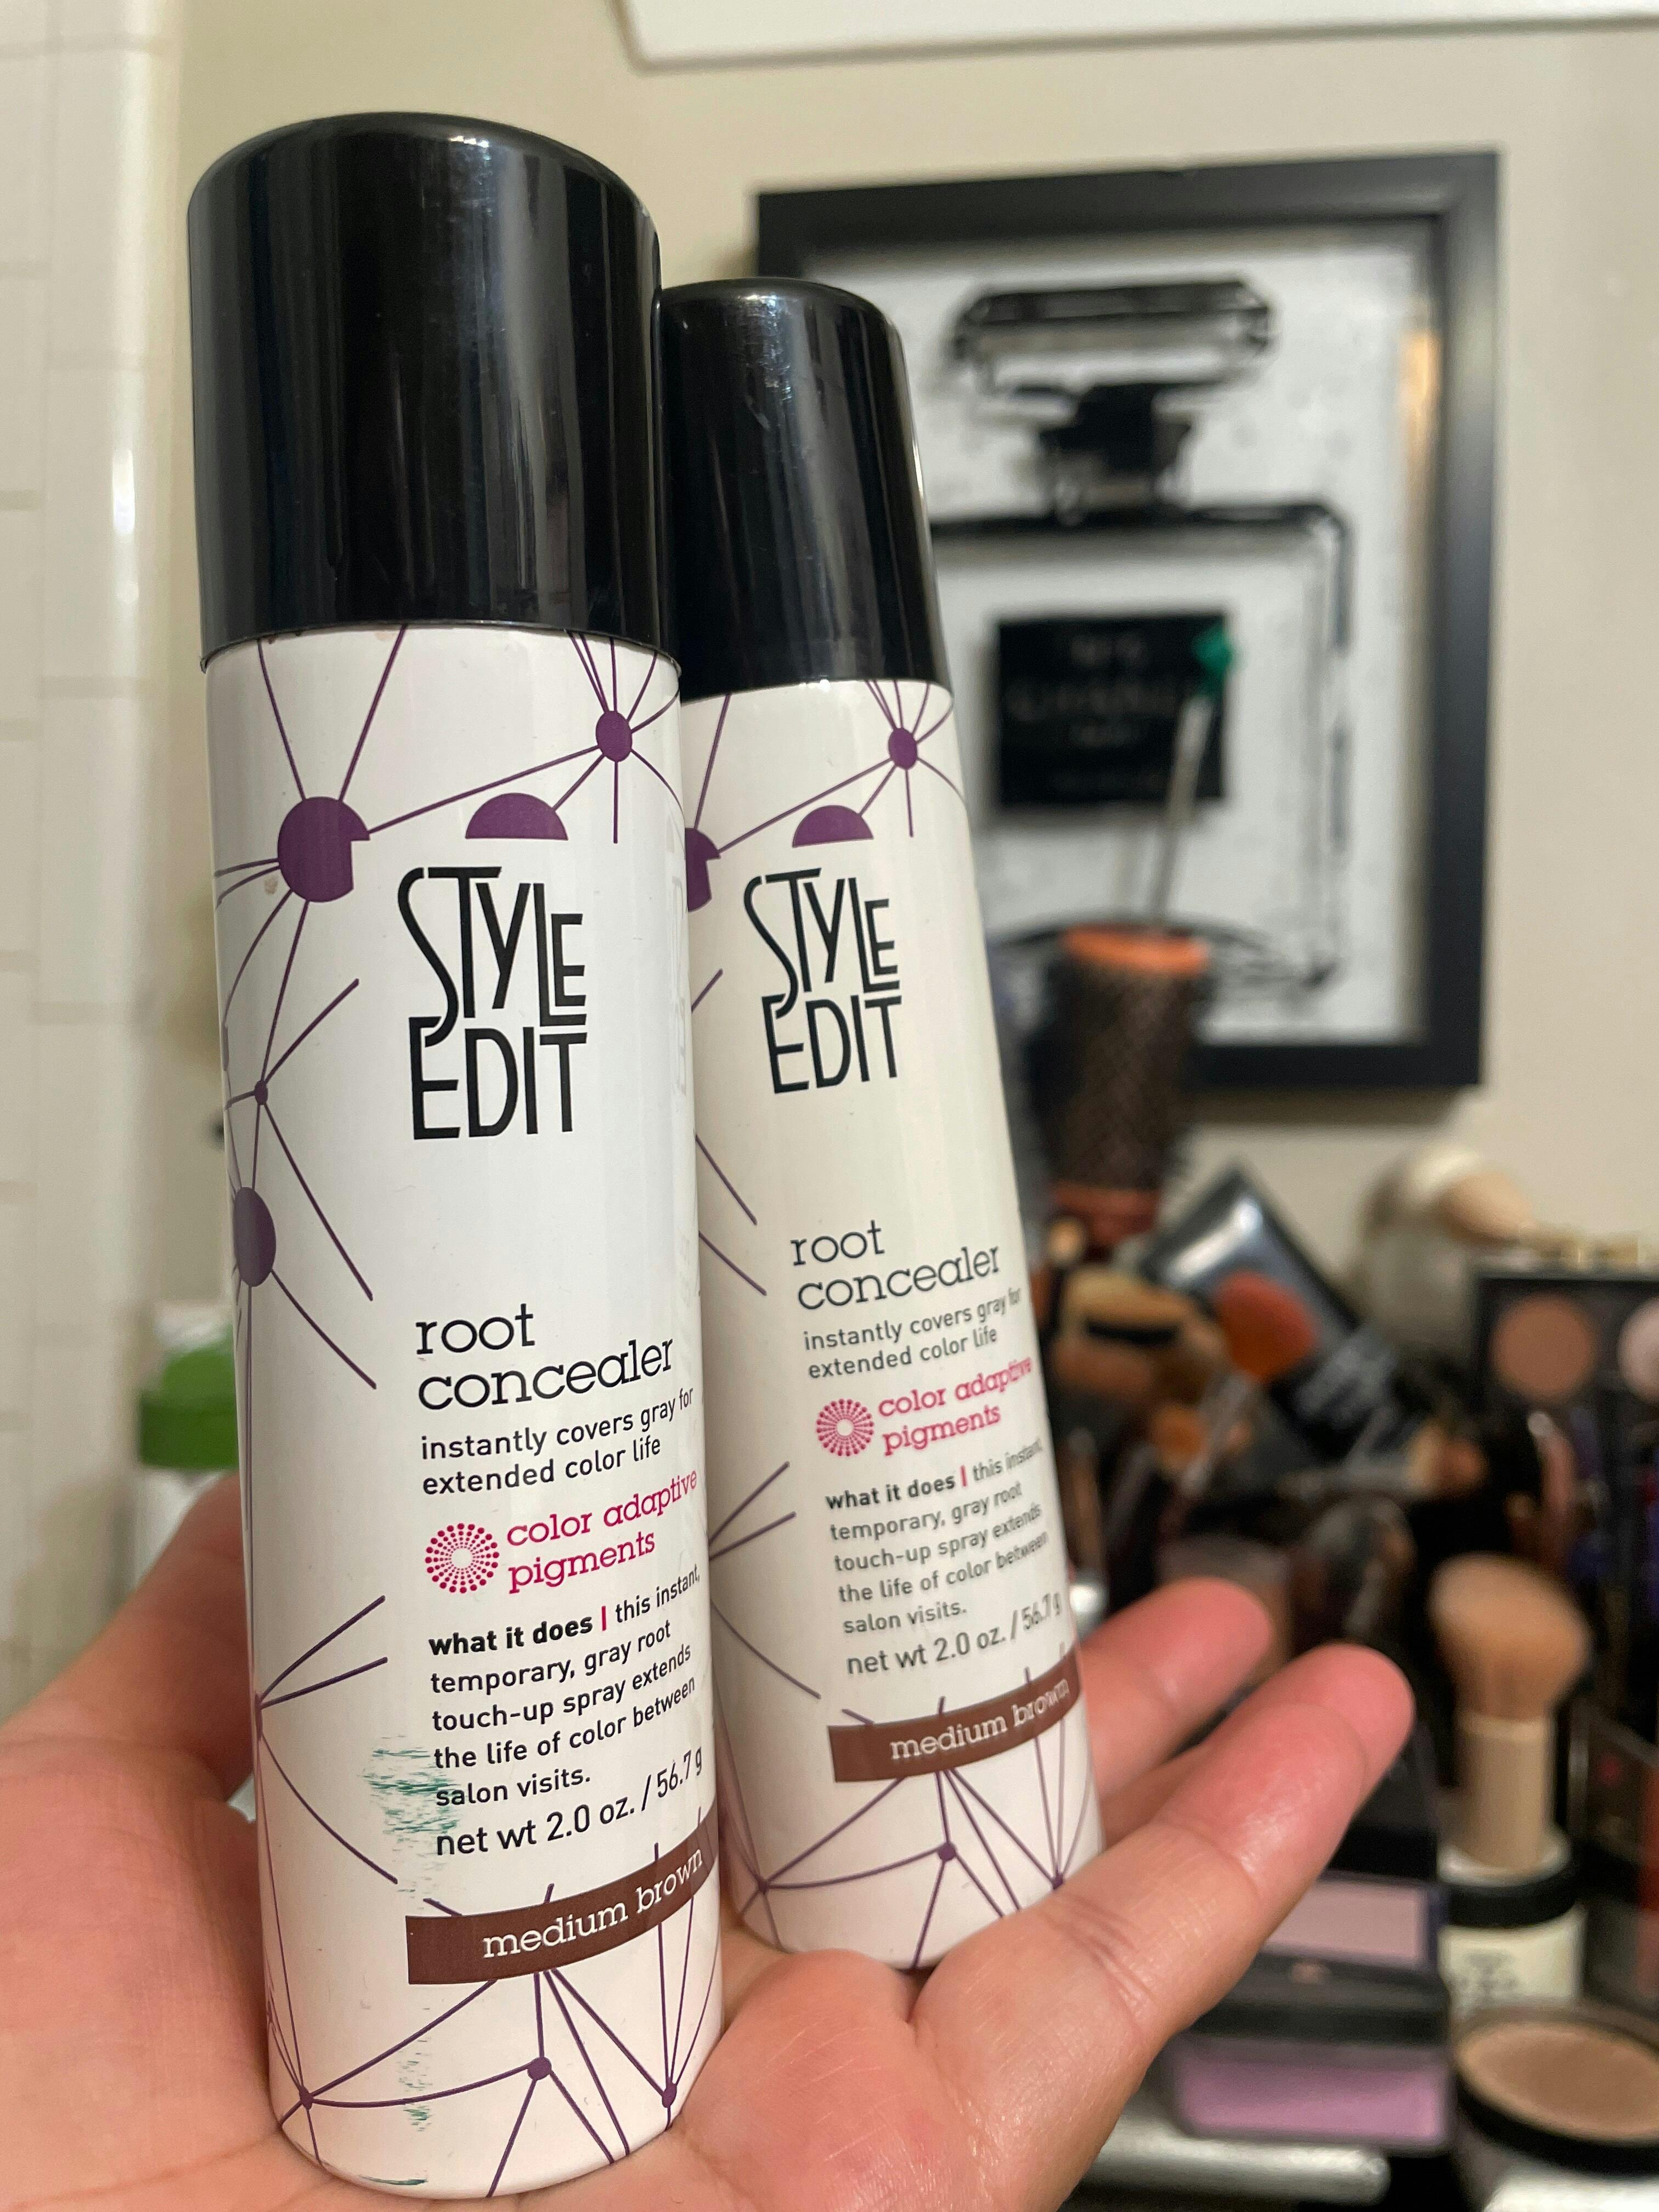 STYLE
EDIT
root
concealer
instantly covers gray for
extended color life
color adaptive
pigments
what it does | this instant,
temporary, gray root
touch-up spray extends
the life of color between
salon visits.
net wt 2.0 oz. / 56.7 g
medium brown
STYLE
EDIT
root
concealer
instantly covers gray for
extended color life
color adaptive
pigments
what it does | this instant,
temporary, gray root
touch-up spray extends
the life of color between
salon visits.
net wt 2.0 oz. / 56.7 g
medium brown